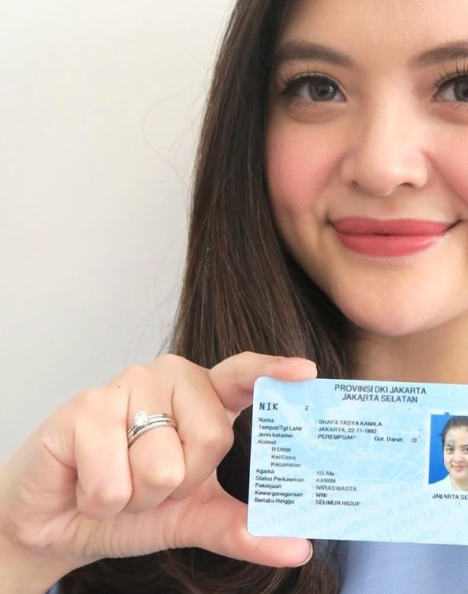 PROVINSI DKI JAKARTA
JAKARTA SELATAN
NIK 2
Nama : SHAFA TASYA KAMILA
Tempat/Tgl Lahir : JAKARTA, 22-11-1992
Jenis kelamin : PEREMPUAN Gol. Darah : O
Alamat
RT/RW
Kel/Desa
Kecamatan
Agama : ISLAM
Status Perkawinan : KAWIN
Pekerjaan : WIRASWASTA
Kewarganegaraan : WNI
Berlaku Hingga : SEUMUR HIDUP
JAKARTA SE